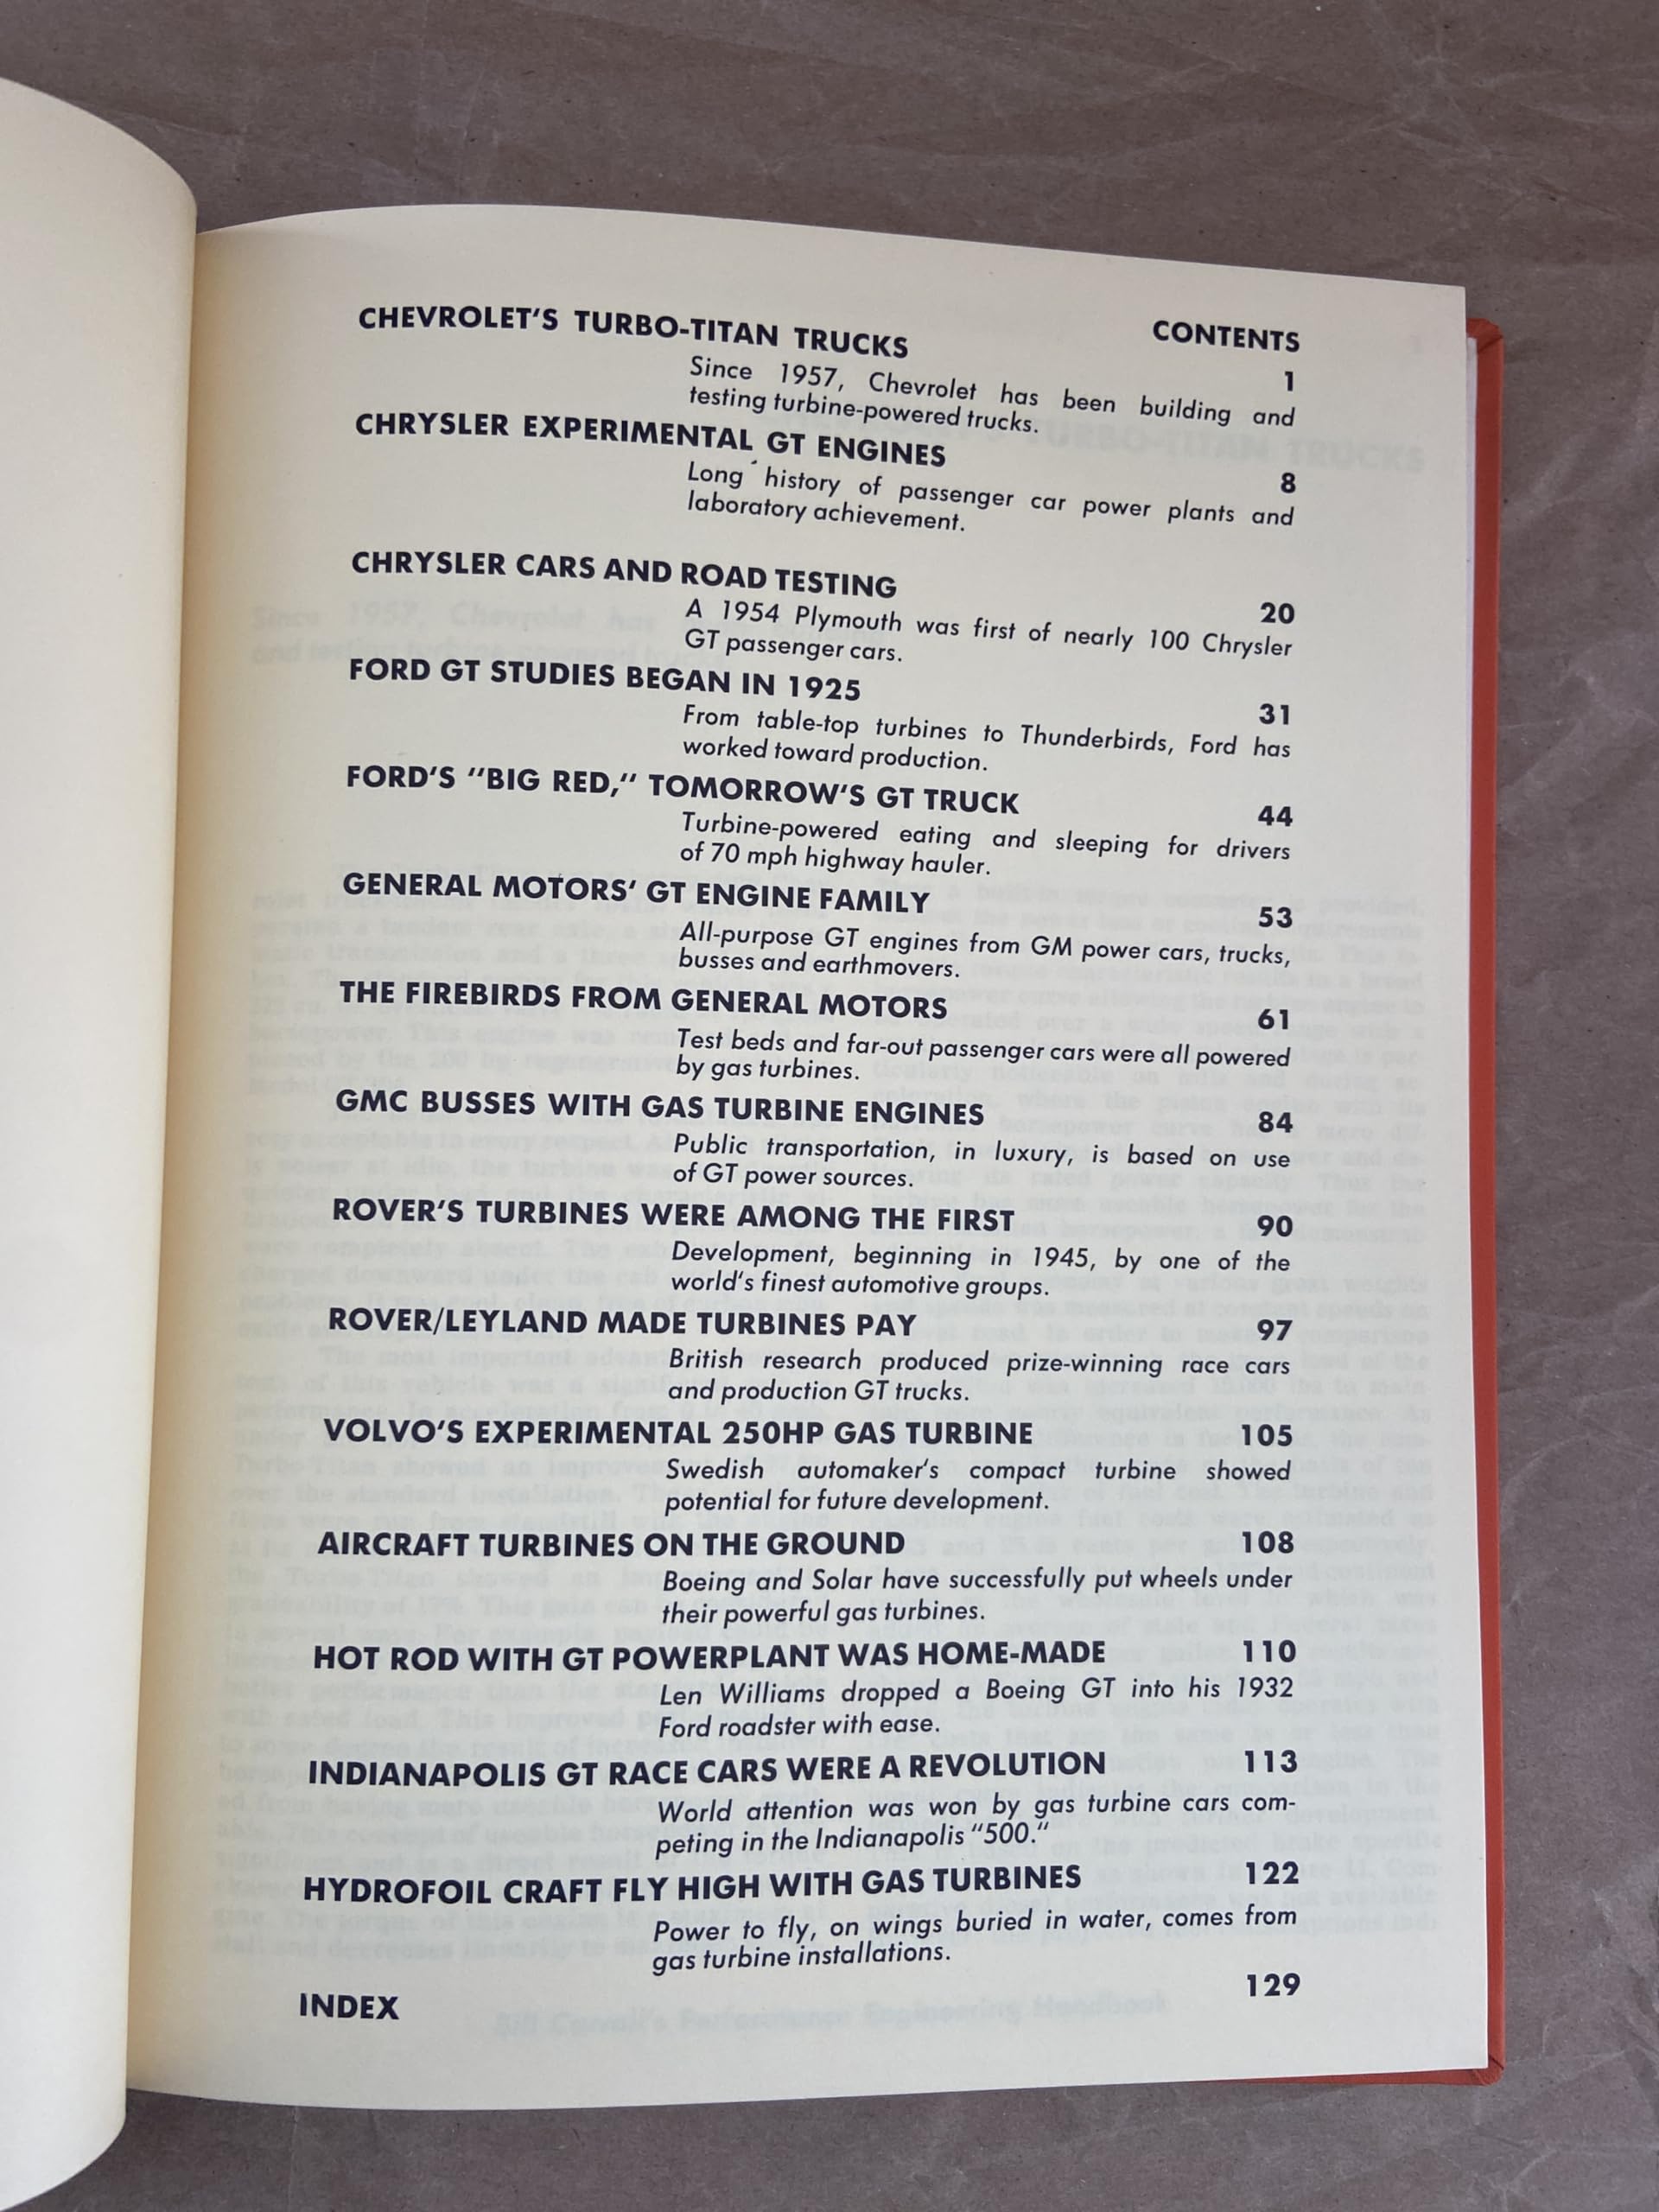 CONTENTS
CHEVROLET'S TURBO-TITAN TRUCKS 1
Since 1957, Chevrolet has been building and
testing turbine-powered trucks.
CHRYSLER EXPERIMENTAL GT ENGINES 8
Long history of passenger car power plants and
laboratory achievement.
CHRYSLER CARS AND ROAD TESTING 20
A 1954 Plymouth was first of nearly 100 Chrysler
GT passenger cars.
FORD GT STUDIES BEGAN IN 1925 31
From table-top turbines to Thunderbirds, Ford has
worked toward production.
FORD'S "BIG RED," TOMORROW'S GT TRUCK 44
Turbine-powered eating and sleeping for drivers
of 70 mph highway hauler.
GENERAL MOTORS' GT ENGINE FAMILY 53
All-purpose GT engines from GM power cars, trucks,
busses and earthmovers.
THE FIREBIRDS FROM GENERAL MOTORS 61
Test beds and far-out passenger cars were all powered
by gas turbines.
GMC BUSSES WITH GAS TURBINE ENGINES 84
Public transportation, in luxury, is based on use
of GT power sources.
ROVER'S TURBINES WERE AMONG THE FIRST 90
Development, beginning in 1945, by one of the
world's finest automotive groups.
ROVER/LEYLAND MADE TURBINES PAY 97
British research produced prize-winning race cars
and production GT trucks.
VOLVO'S EXPERIMENTAL 250HP GAS TURBINE 105
Swedish automaker's compact turbine showed
potential for future development.
AIRCRAFT TURBINES ON THE GROUND 108
Boeing and Solar have successfully put wheels under
their powerful gas turbines.
HOT ROD WITH GT POWERPLANT WAS HOME-MADE 110
Len Williams dropped a Boeing GT into his 1932
Ford roadster with ease.
INDIANAPOLIS GT RACE CARS WERE A REVOLUTION 113
World attention was won by gas turbine cars com-
peting in the Indianapolis "500."
HYDROFOIL CRAFT FLY HIGH WITH GAS TURBINES 122
Power to fly, on wings buried in water, comes from
gas turbine installations.
INDEX 129